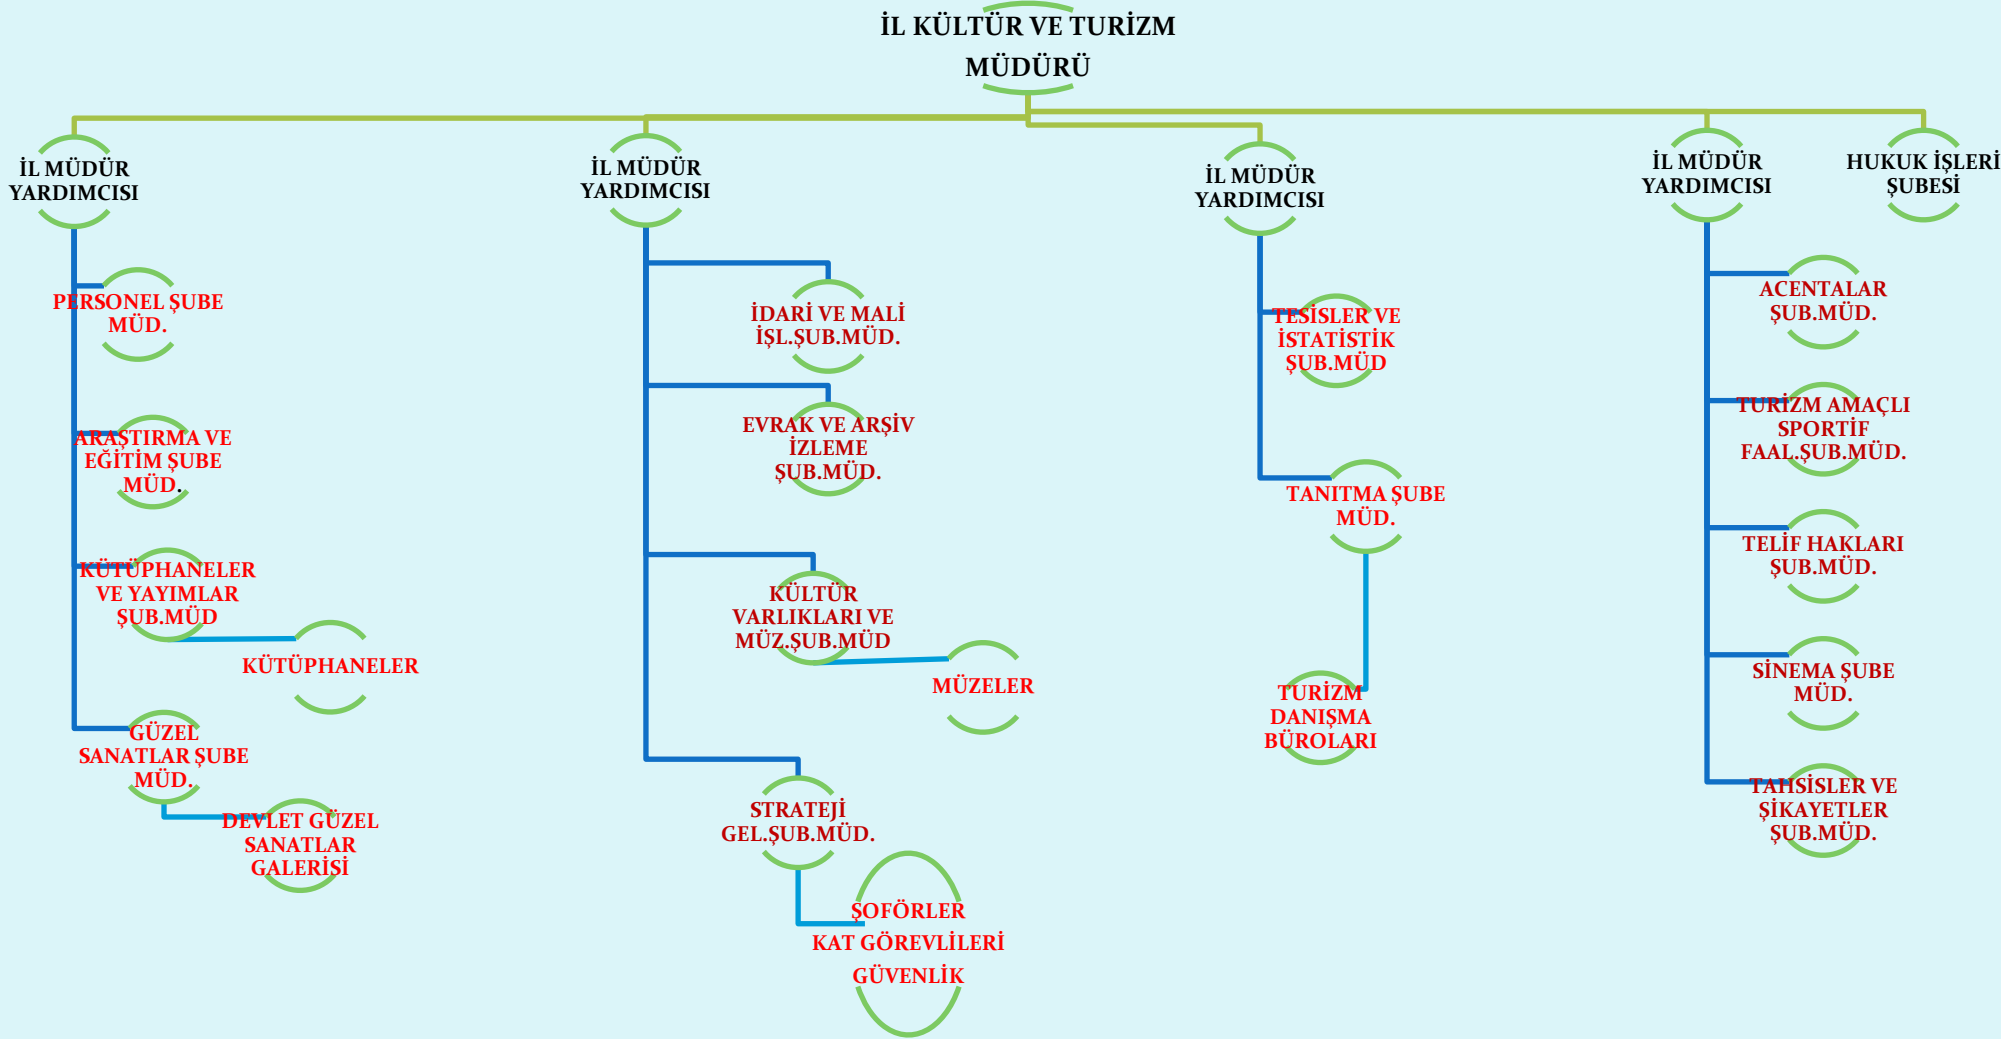 İL KÜLTÜR VE TURİZM
MÜDÜRÜ
İL MÜDÜR
YARDIMCISI
İL MÜDÜR
YARDIMCISI
İL MÜDÜR
YARDIMCISI
İL MÜDÜR
YARDIMCISI
HUKUK İŞLERİ
ŞUBESİ
PERSONEL ŞUBE
MÜD.
ARAŞTIRMA VE
EĞİTİM ŞUBE
MÜD.
KÜTÜPHANELER
VE YAYIMLAR
ŞUB.MÜD
KÜTÜPHANELER
GÜZEL
SANATLAR ŞUBE
MÜD.
DEVLET GÜZEL
SANATLAR
GALERİSİ
İDARİ VE MALİ
İŞL.ŞUB.MÜD.
EVRAK VE ARŞİV
İZLEME
ŞUB.MÜD.
KÜLTÜR
VARLIKLARI VE
MÜZ.ŞUB.MÜD
MÜZELER
STRATEJİ
GEL.ŞUB.MÜD.
ŞOFÖRLER
KAT GÖREVLİLERİ
GÜVENLİK
TESİSLER VE
İSTATİSTİK
ŞUB.MÜD
TANITMA ŞUBE
MÜD.
TURİZM
DANIŞMA
BÜROLARI
ACENTALAR
ŞUB.MÜD.
TURİZM AMAÇLI
SPORTİF
FAAL.ŞUB.MÜD.
TELİF HAKLARI
ŞUB.MÜD.
SİNEMA ŞUBE
MÜD.
TAHSİSLER VE
ŞİKAYETLER
ŞUB.MÜD.